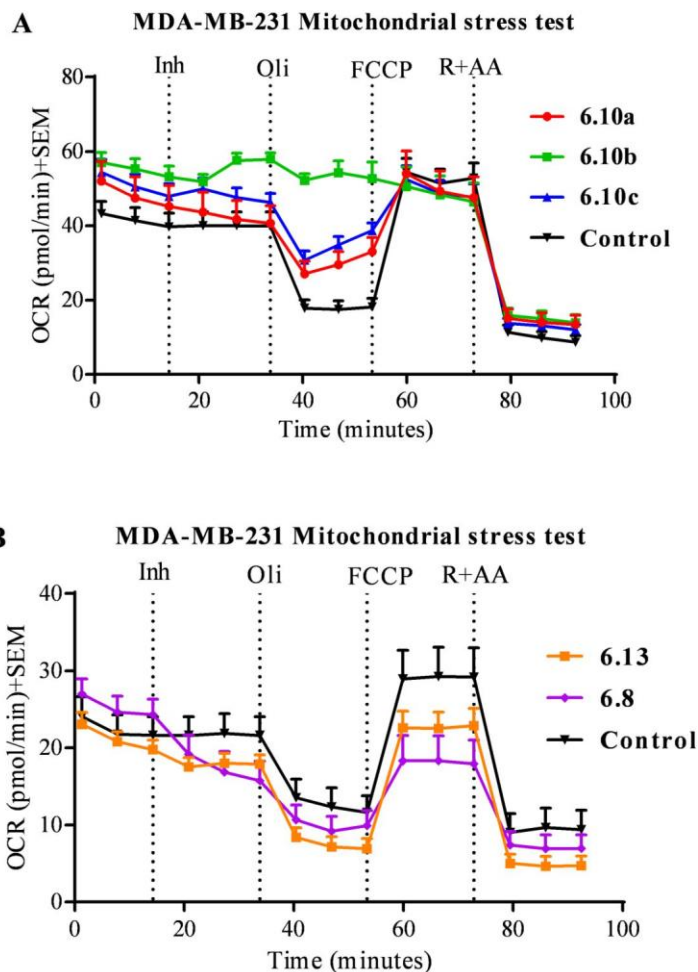 A
MDA-MB-231 Mitochondrial stress test
Inh Oli FCCP R+AA
80
60
40
20
0
OCR (pmol/min)+SEM
0 20 40 60 80 100
Time (minutes)
6.10a
6.10b
6.10c
Control
B
MDA-MB-231 Mitochondrial stress test
Inh Oli FCCP R+AA
40
30
20
10
0
OCR (pmol/min)+SEM
0 20 40 60 80 100
Time (minutes)
6.13
6.8
Control